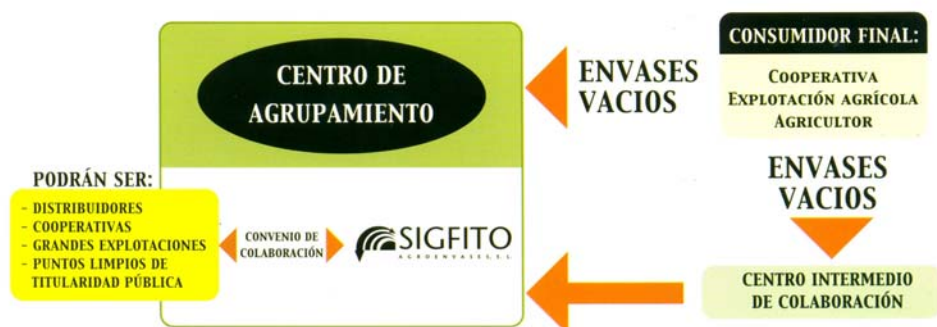 CENTRO DE
AGRUPAMIENTO
ENVASES
VACIOS
CONSUMIDOR FINAL:
COOPERATIVA
EXPLOTACIÓN AGRÍCOLA
AGRICULTOR
ENVASES
VACIOS
PODRÁN SER:
- DISTRIBUIDORES
- COOPERATIVAS
- GRANDES EXPLOTACIONES
- PUNTOS LIMPIOS DE
TITULARIDAD PÚBLICA
CONVENIO DE
COLABORACIÓN
SIGFITO
AGROENVASES, S.L.
CENTRO INTERMEDIO
DE COLABORACIÓN